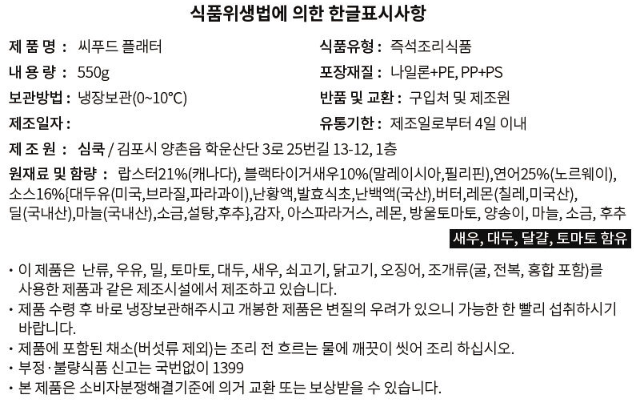 식품위생법에 의한 한글표시사항
제 품 명 : 씨푸드 플래터 식품유형 : 즉석조리식품
내 용 량 : 550g 포장재질 : 나일론+PE, PP+PS
보관방법 : 냉장보관(0~10℃) 반품 및 교환 : 구입처 및 제조원
제조일자 : 유통기한 : 제조일로부터 4일 이내
제 조 원 : 심쿡 / 김포시 양촌읍 학운산단 3로 25번길 13-12, 1층
원재료 및 함량 : 랍스터21%(캐나다), 블랙타이거새우10%(말레이시아,필리핀),연어25%(노르웨이),
소스16%{대두유(미국,브라질,파라과이),난황액,발효식초,난백액(국산),버터,레몬(칠레,미국산),
딜(국내산),마늘(국내산),소금,설탕,후추},감자, 아스파라거스, 레몬, 방울토마토, 양송이, 마늘, 소금, 후추
새우, 대두, 달걀, 토마토 함유
· 이 제품은 난류, 우유, 밀, 토마토, 대두, 새우, 쇠고기, 닭고기, 오징어, 조개류(굴, 전복, 홍합 포함)를
사용한 제품과 같은 제조시설에서 제조하고 있습니다.
· 제품 수령 후 바로 냉장보관해주시고 개봉한 제품은 변질의 우려가 있으니 가능한 한 빨리 섭취하시기
바랍니다.
· 제품에 포함된 채소(버섯류 제외)는 조리 전 흐르는 물에 깨끗이 씻어 조리 하십시오.
· 부정·불량식품 신고는 국번없이 1399
· 본 제품은 소비자분쟁해결기준에 의거 교환 또는 보상받을 수 있습니다.